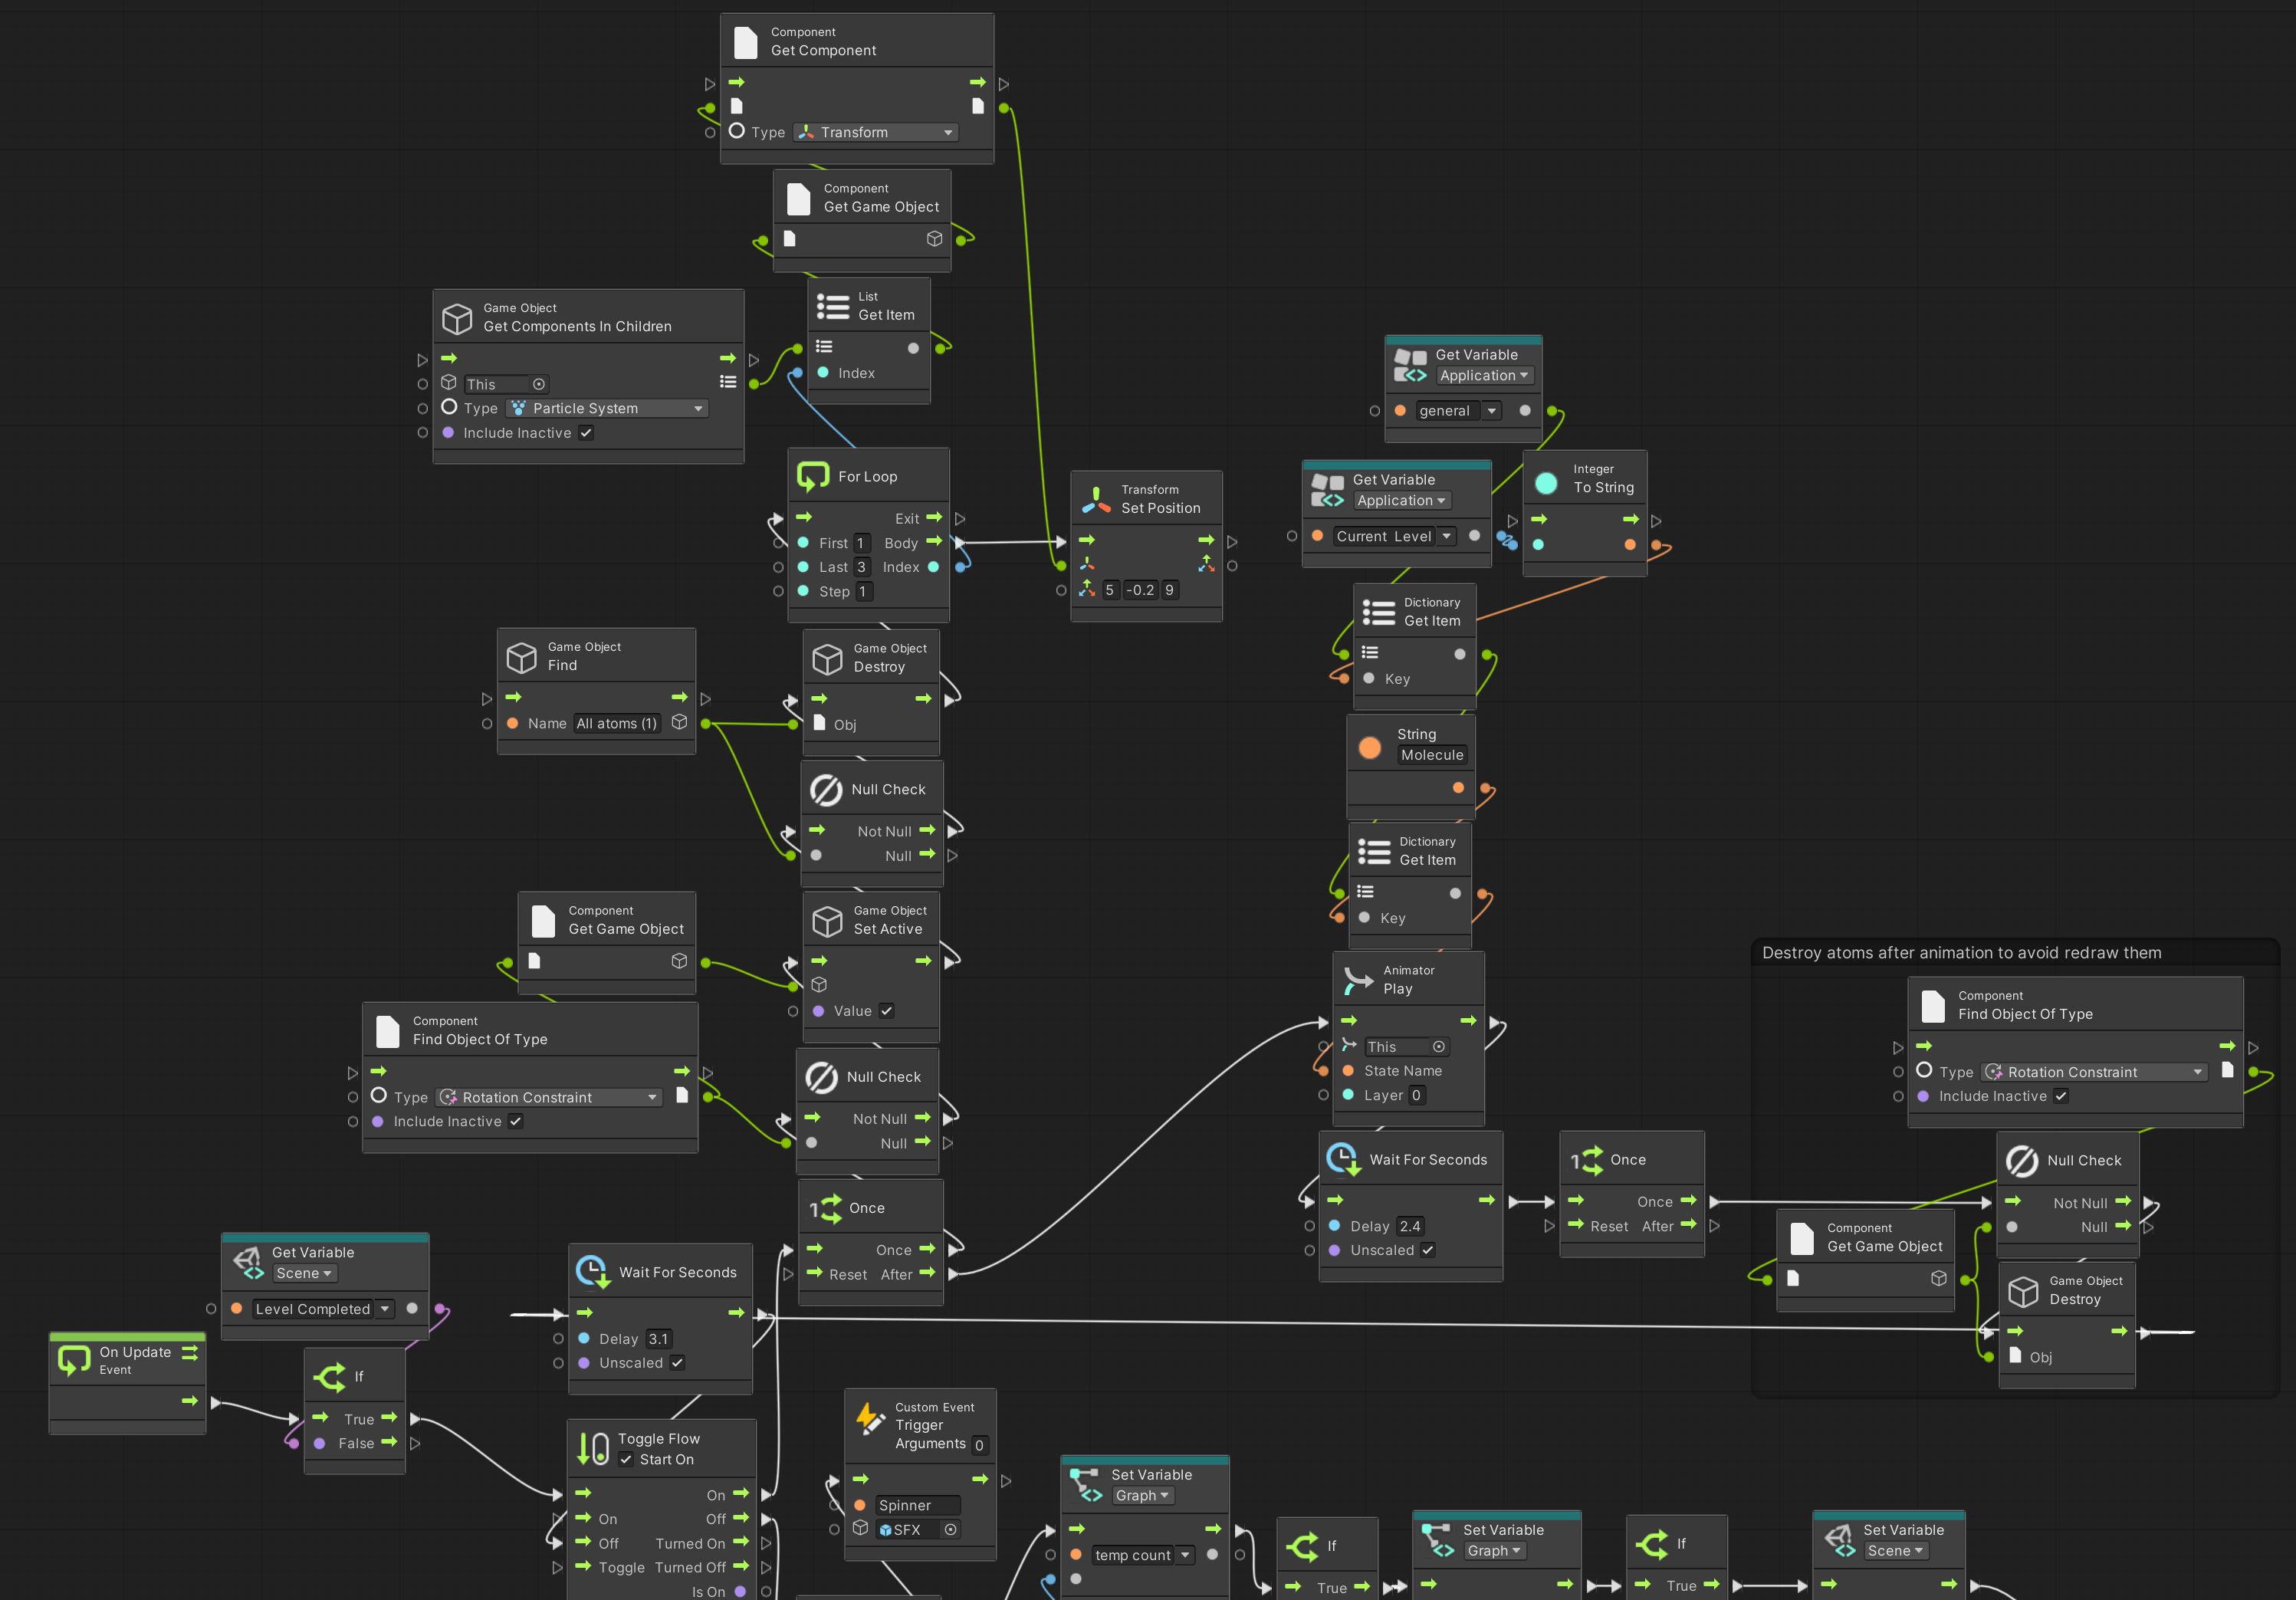 Component
Get Component
Type Transform
Component
Get Game Object
Game Object
Get Components In Children
This
Type Particle System
Include Inactive
List
Get Item
Index
For Loop
Exit
First 1 Body
Last 3 Index
Step 1
Transform
Set Position
5 -0.2 9
Get Variable
Application
general
Get Variable
Application
Current Level
Integer
To String
Dictionary
Get Item
Key
Game Object
Find
Name All atoms (1)
Game Object
Destroy
Obj
String
Molecule
Null Check
Not Null
Null
Dictionary
Get Item
Key
Component
Get Game Object
Game Object
Set Active
Value
Component
Find Object Of Type
Type Rotation Constraint
Include Inactive
Null Check
Not Null
Null
Animator
Play
This
State Name
Layer 0
Destroy atoms after animation to avoid redraw them
Component
Find Object Of Type
Type Rotation Constraint
Include Inactive
Wait For Seconds
Delay 2.4
Unscaled
1 Once
Once
Reset After
Null Check
Not Null
Null
Component
Get Game Object
Game Object
Destroy
Obj
1 Once
Once
Reset After
Get Variable
Scene
Level Completed
Wait For Seconds
Delay 3.1
Unscaled
On Update
Event
If
True
False
Toggle Flow
Start On
On
On Off
Off Turned On
Toggle Turned Off
Is On
Custom Event
Trigger
Arguments 0
Spinner
SFX
Set Variable
Graph
temp count
If
True
Set Variable
Graph
If
True
Set Variable
Scene